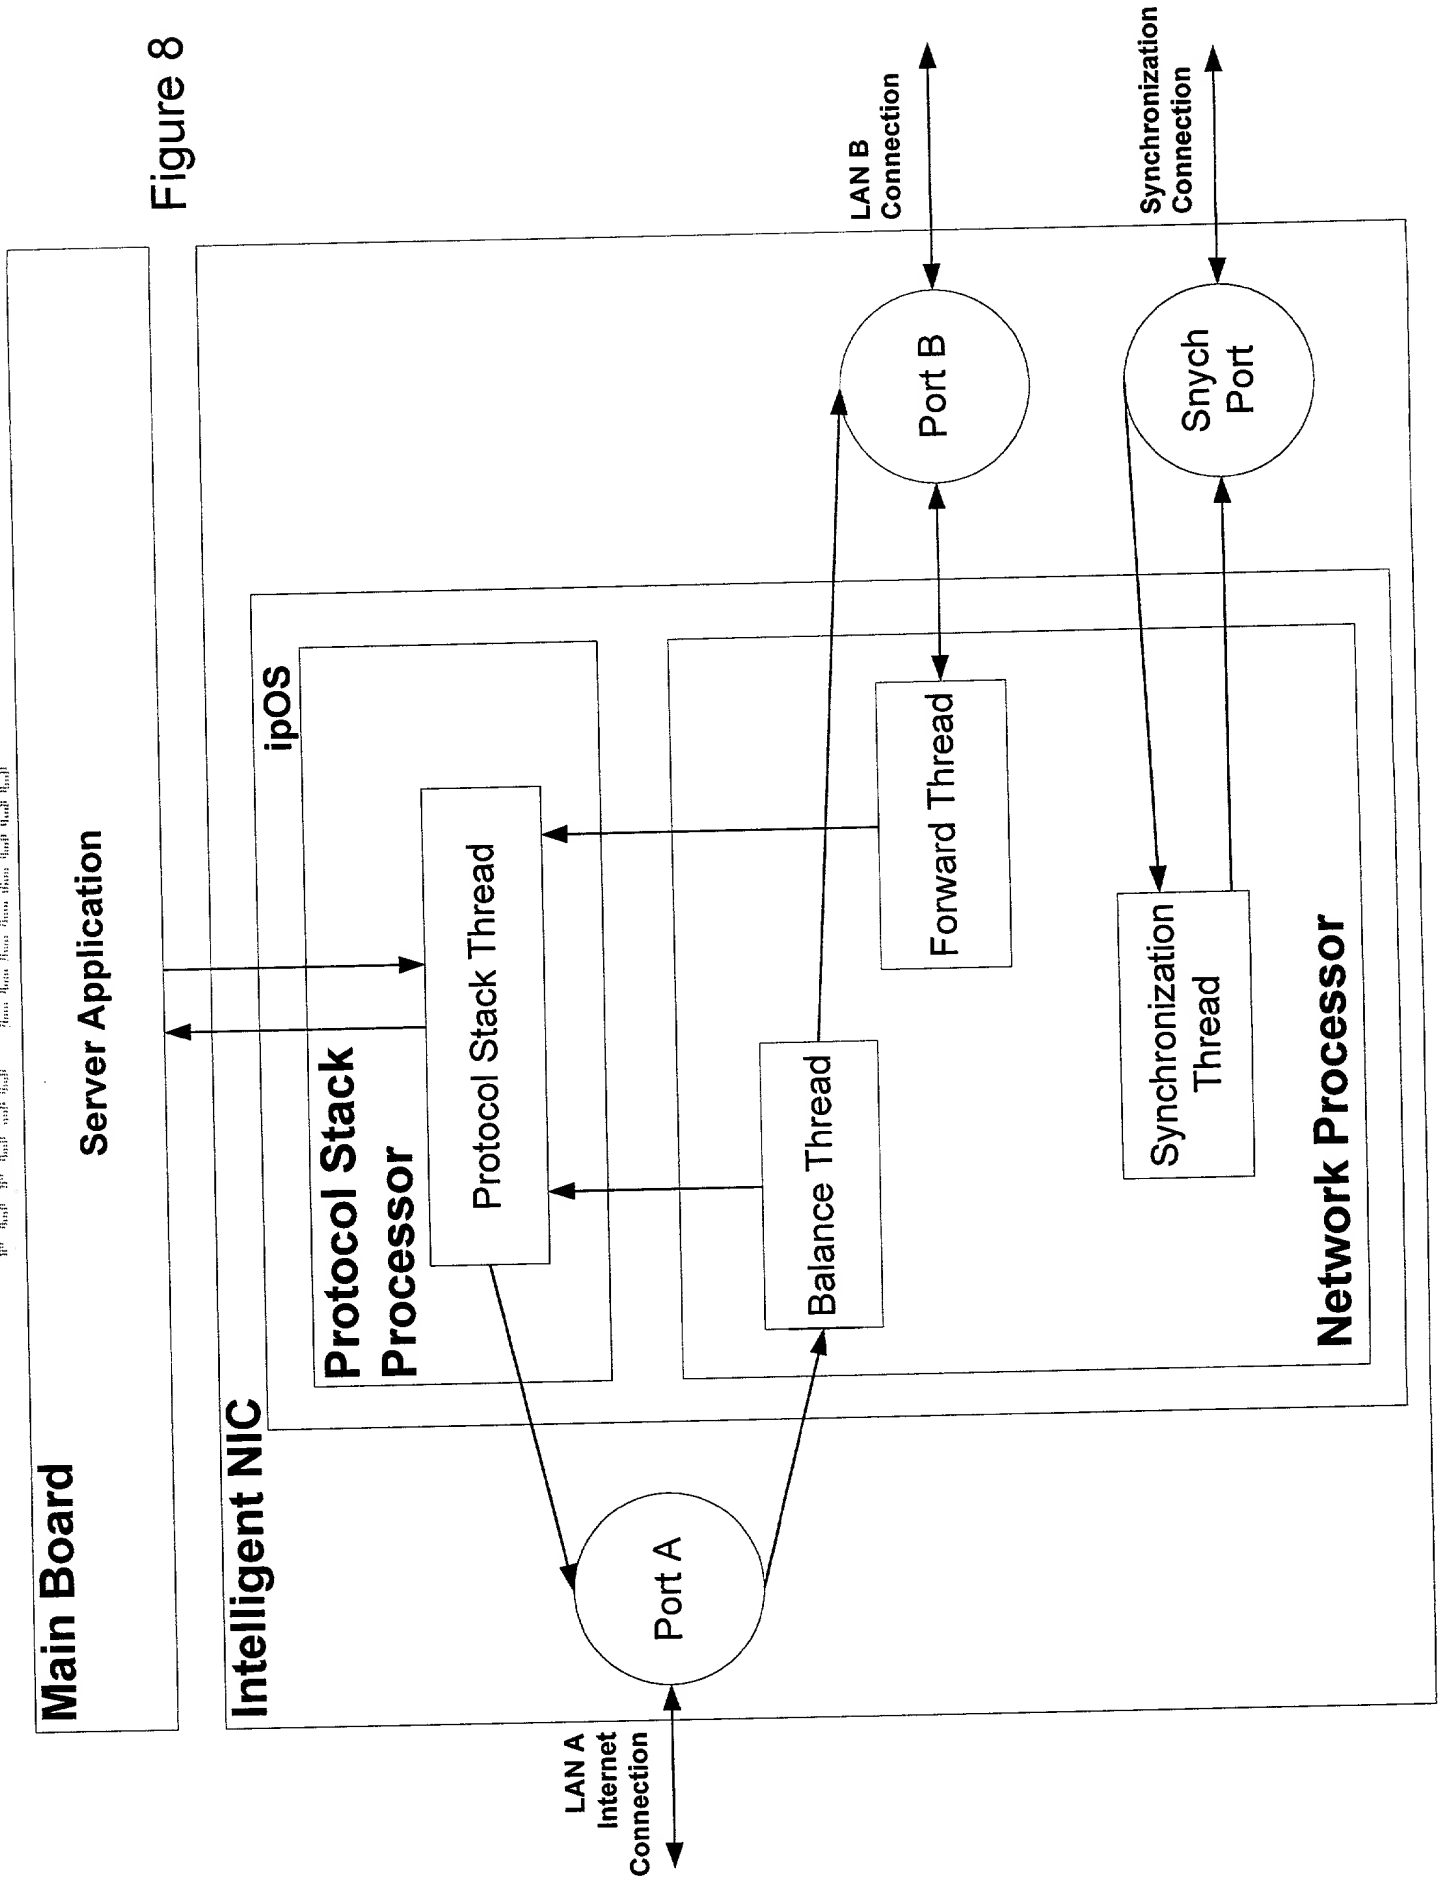 Figure 8
Main Board
Server Application
Intelligent NIC
ipOS
Protocol Stack
Processor
Protocol Stack Thread
LAN A
Internet
Connection
Port A
Balance Thread
Forward Thread
Port B
LAN B
Connection
Synchronization
Thread
Snych
Port
Synchronization
Connection
Network Processor